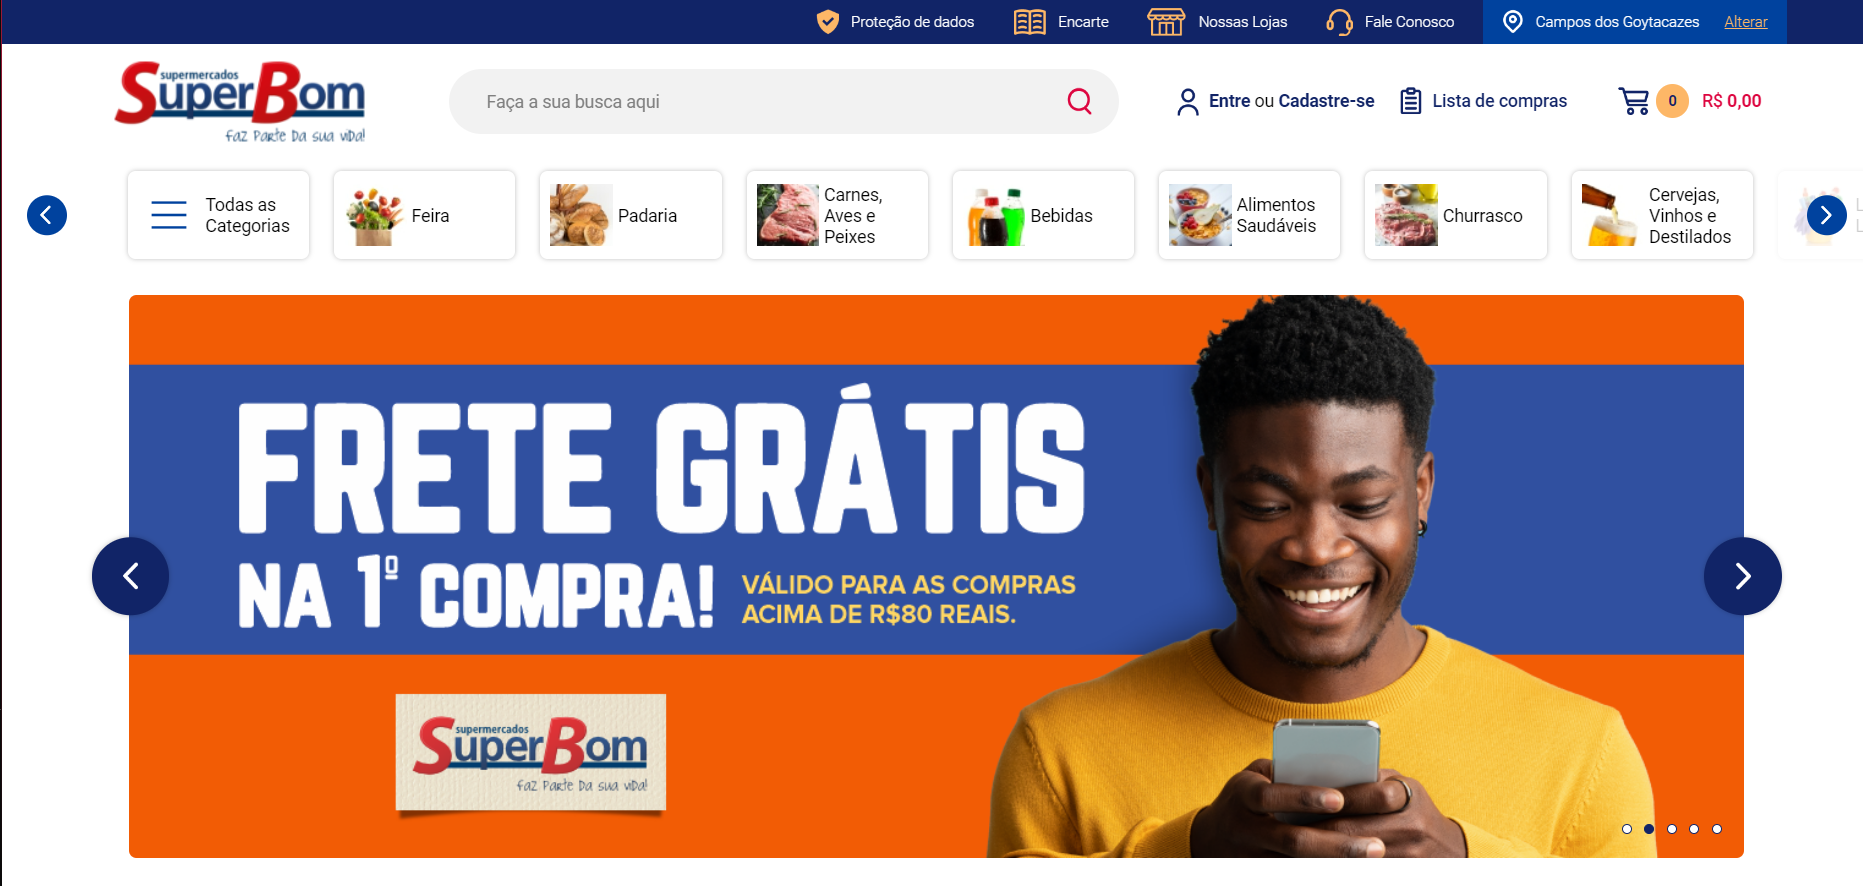 Proteção de dados
Encarte
Nossas Lojas
Fale Conosco
Campos dos Goytacazes
Alterar
supermercados
SuperBom
faz parte da sua vida!
Faça a sua busca aqui
Entre ou Cadastre-se
Lista de compras
0
R$ 0,00
Todas as
Categorias
Feira
Padaria
Carnes,
Aves e
Peixes
Bebidas
Alimentos
Saudáveis
Churrasco
Cervejas,
Vinhos e
Destilados
FRETE GRÁTIS
NA 1º COMPRA!
VÁLIDO PARA AS COMPRAS
ACIMA DE R$80 REAIS.
supermercados
SuperBom
faz parte da sua vida!